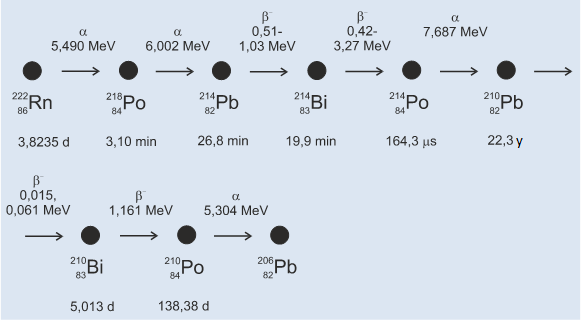 α α β⁻ β⁻ α
5,490 MeV 6,002 MeV 0,51- 0,42- 7,687 MeV
1,03 MeV 3,27 MeV
²²²₈₆Rn ²¹⁸₈₄Po ²¹⁴₈₂Pb ²¹⁴₈₃Bi ²¹⁴₈₄Po ²¹⁰₈₂Pb
3,8235 d 3,10 min 26,8 min 19,9 min 164,3 µs 22,3 y
β⁻ β⁻ α
0,015, 1,161 MeV 5,304 MeV
0,061 MeV
²¹⁰₈₃Bi ²¹⁰₈₄Po ²⁰⁶₈₂Pb
5,013 d 138,38 d